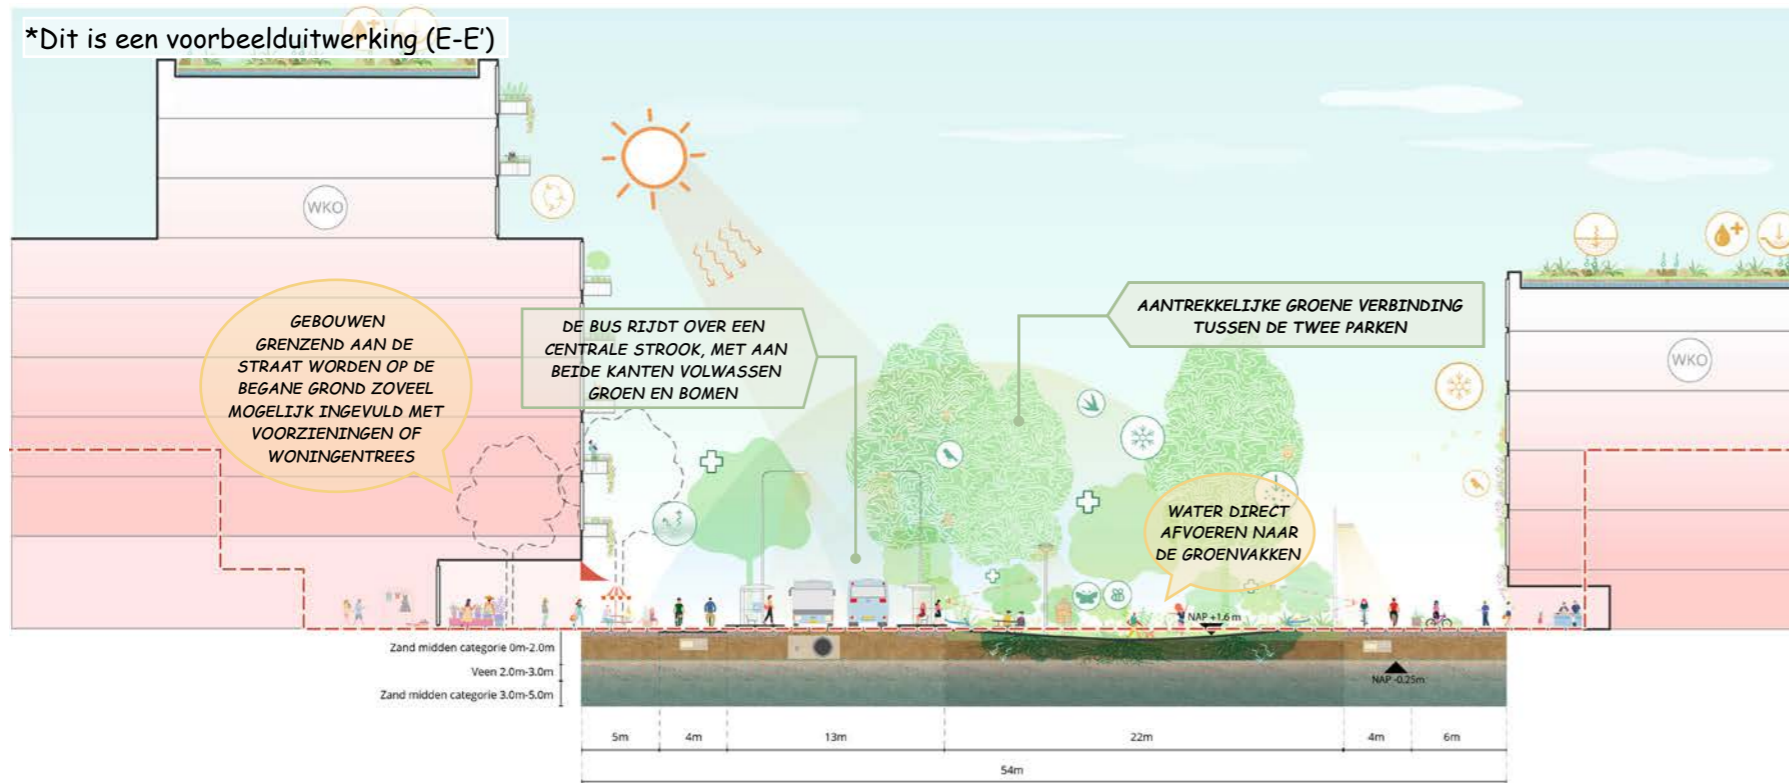 *Dit is een voorbeelduitwerking (E-E')
WKO
GEBOUWEN
GRENZEND AAN DE
STRAAT WORDEN OP DE
BEGANE GROND ZOVEEL
MOGELIJK INGEVULD MET
VOORZIENINGEN OF
WONINGENTREES
DE BUS RIJDT OVER EEN
CENTRALE STROOK, MET AAN
BEIDE KANTEN VOLWASSEN
GROEN EN BOMEN
AANTREKKELIJKE GROENE VERBINDING
TUSSEN DE TWEE PARKEN
WKO
WATER DIRECT
AFVOEREN NAAR
DE GROENVAKKEN
NAP +1.6 m
Zand midden categorie 0m-2.0m
Veen 2.0m-3.0m
Zand midden categorie 3.0m-5.0m
NAP -0.25m
5m 4m 13m 22m 4m 6m
54m